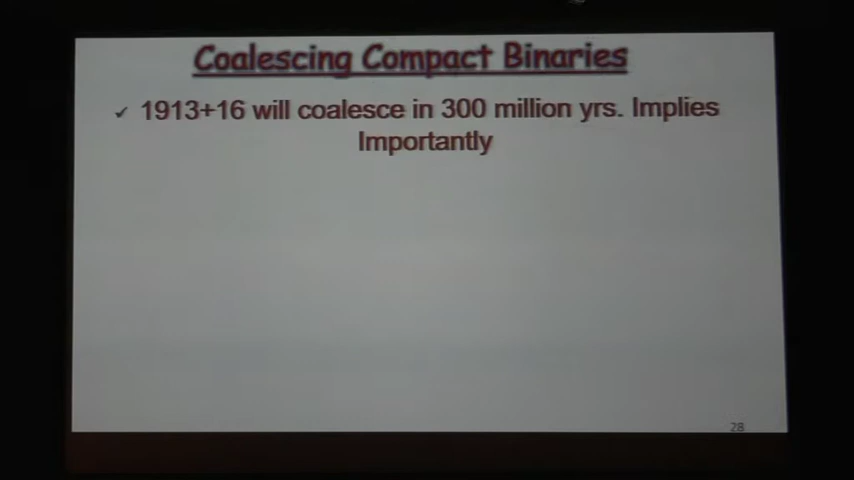 Coalescing Compact Binaries
✓ 1913+16 will coalesce in 300 million yrs. Implies
Importantly
28